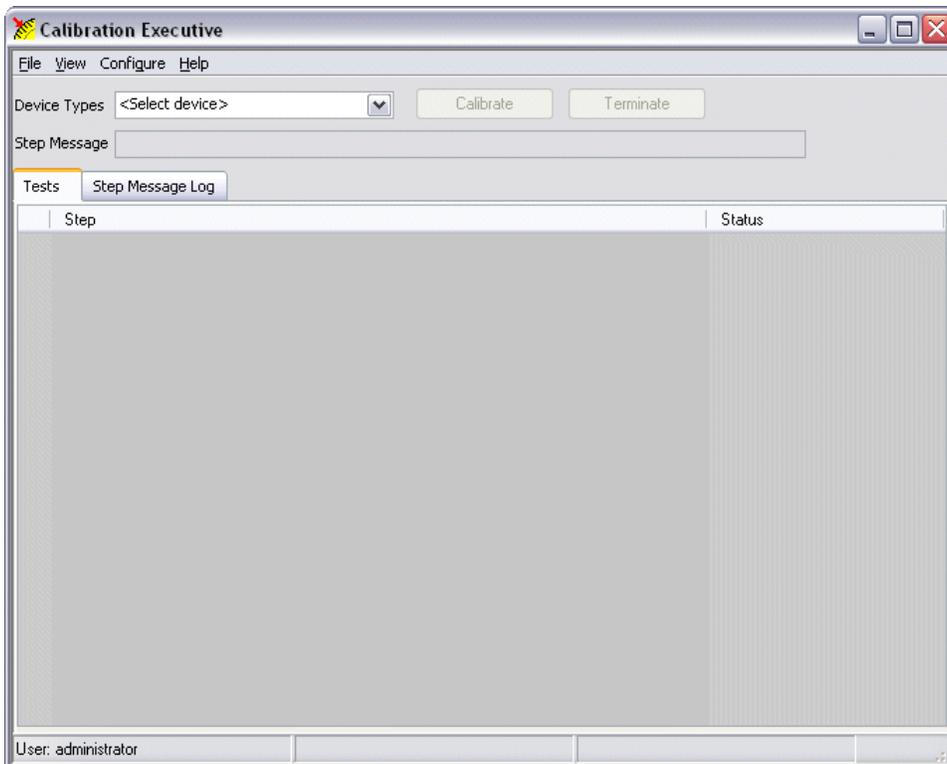 Calibration Executive
File View Configure Help
Device Types <Select device> Calibrate Terminate
Step Message
Tests Step Message Log
Step Status
User: administrator